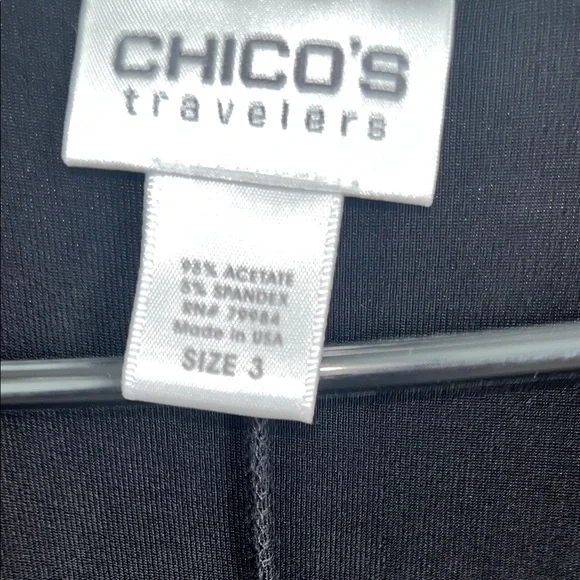 CHICO'S
travelers
95% ACETATE
5% SPANDEX
RN# 79984
Made in USA
SIZE 3